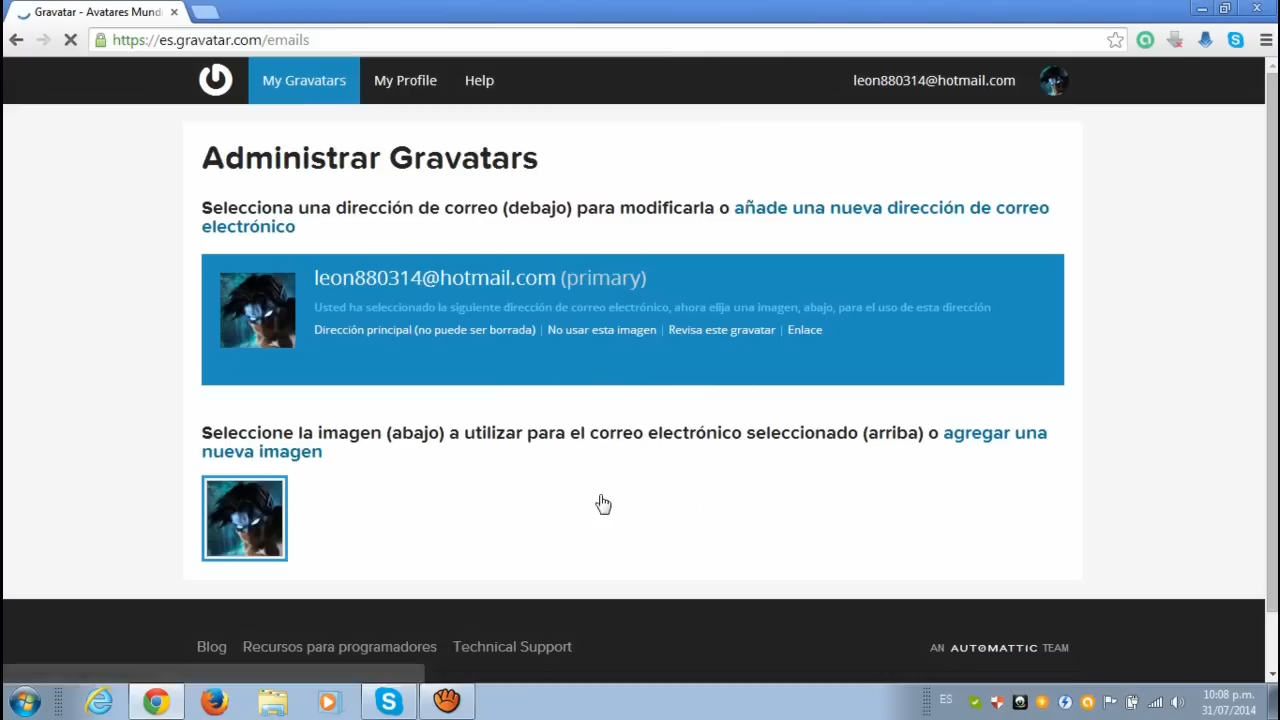 Gravatar - Avatares Mund
https://es.gravatar.com/emails
My Gravatars
My Profile
Help
leon880314@hotmail.com
Administrar Gravatars
Selecciona una dirección de correo (debajo) para modificarla o añade una nueva dirección de correo
electrónico
leon880314@hotmail.com (primary)
Usted ha seleccionado la siguiente dirección de correo electrónico, ahora elija una imagen, abajo, para el uso de esta dirección
Dirección principal (no puede ser borrada) | No usar esta imagen | Revisa este gravatar | Enlace
Seleccione la imagen (abajo) a utilizar para el correo electrónico seleccionado (arriba) o agregar una
nueva imagen
Blog
Recursos para programadores
Technical Support
AN AUTOMATTIC TEAM
ES
10:08 p.m.
31/07/2014